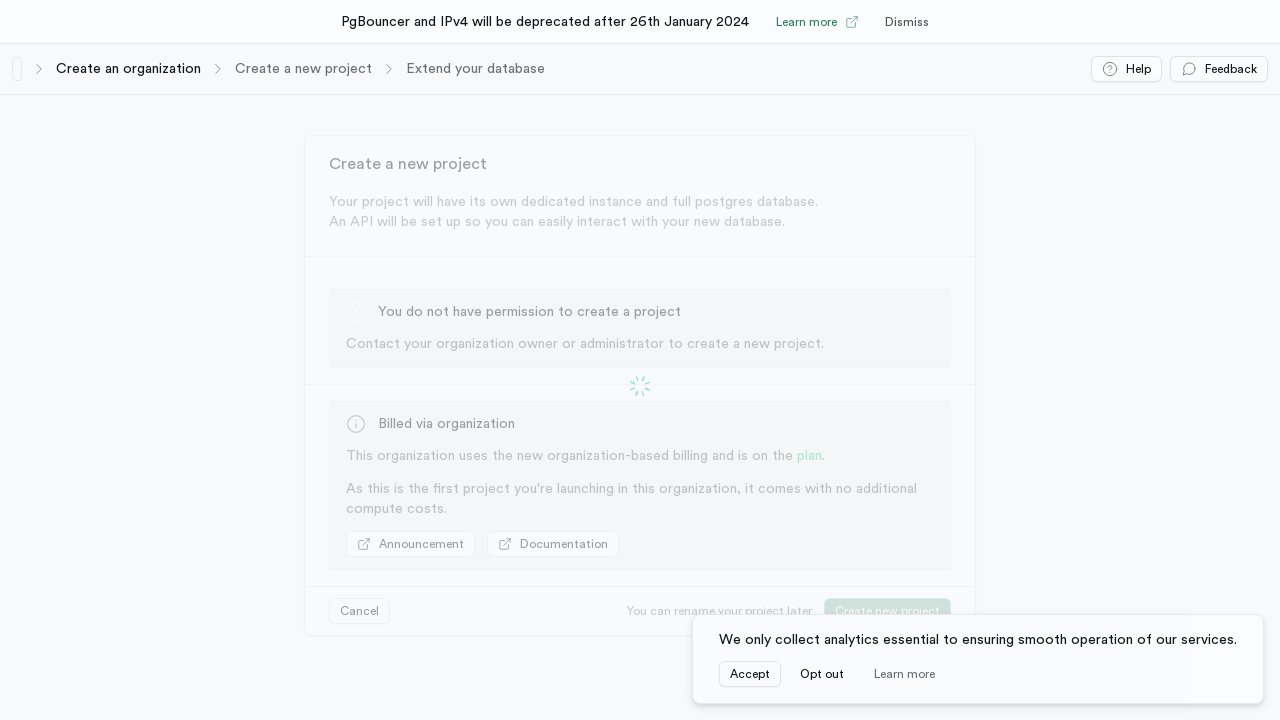 PgBouncer and IPv4 will be deprecated after 26th January 2024 Learn more Dismiss
Create an organization Create a new project Extend your database Help Feedback
Create a new project
Your project will have its own dedicated instance and full postgres database.
An API will be set up so you can easily interact with your new database.
You do not have permission to create a project
Contact your organization owner or administrator to create a new project.
Billed via organization
This organization uses the new organization-based billing and is on the plan.
As this is the first project you're launching in this organization, it comes with no additional
compute costs.
Announcement Documentation
Cancel You can rename your project later Create new project
We only collect analytics essential to ensuring smooth operation of our services.
Accept Opt out Learn more